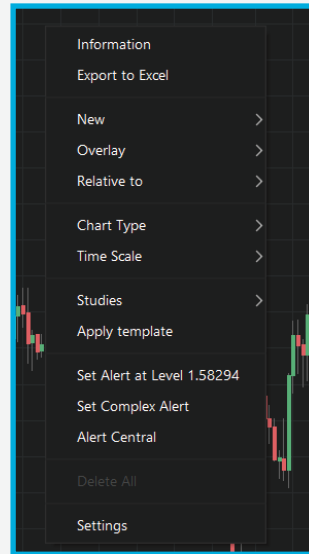 Information
Export to Excel
New
Overlay
Relative to
Chart Type
Time Scale
Studies
Apply template
Set Alert at Level 1.58294
Set Complex Alert
Alert Central
Delete All
Settings